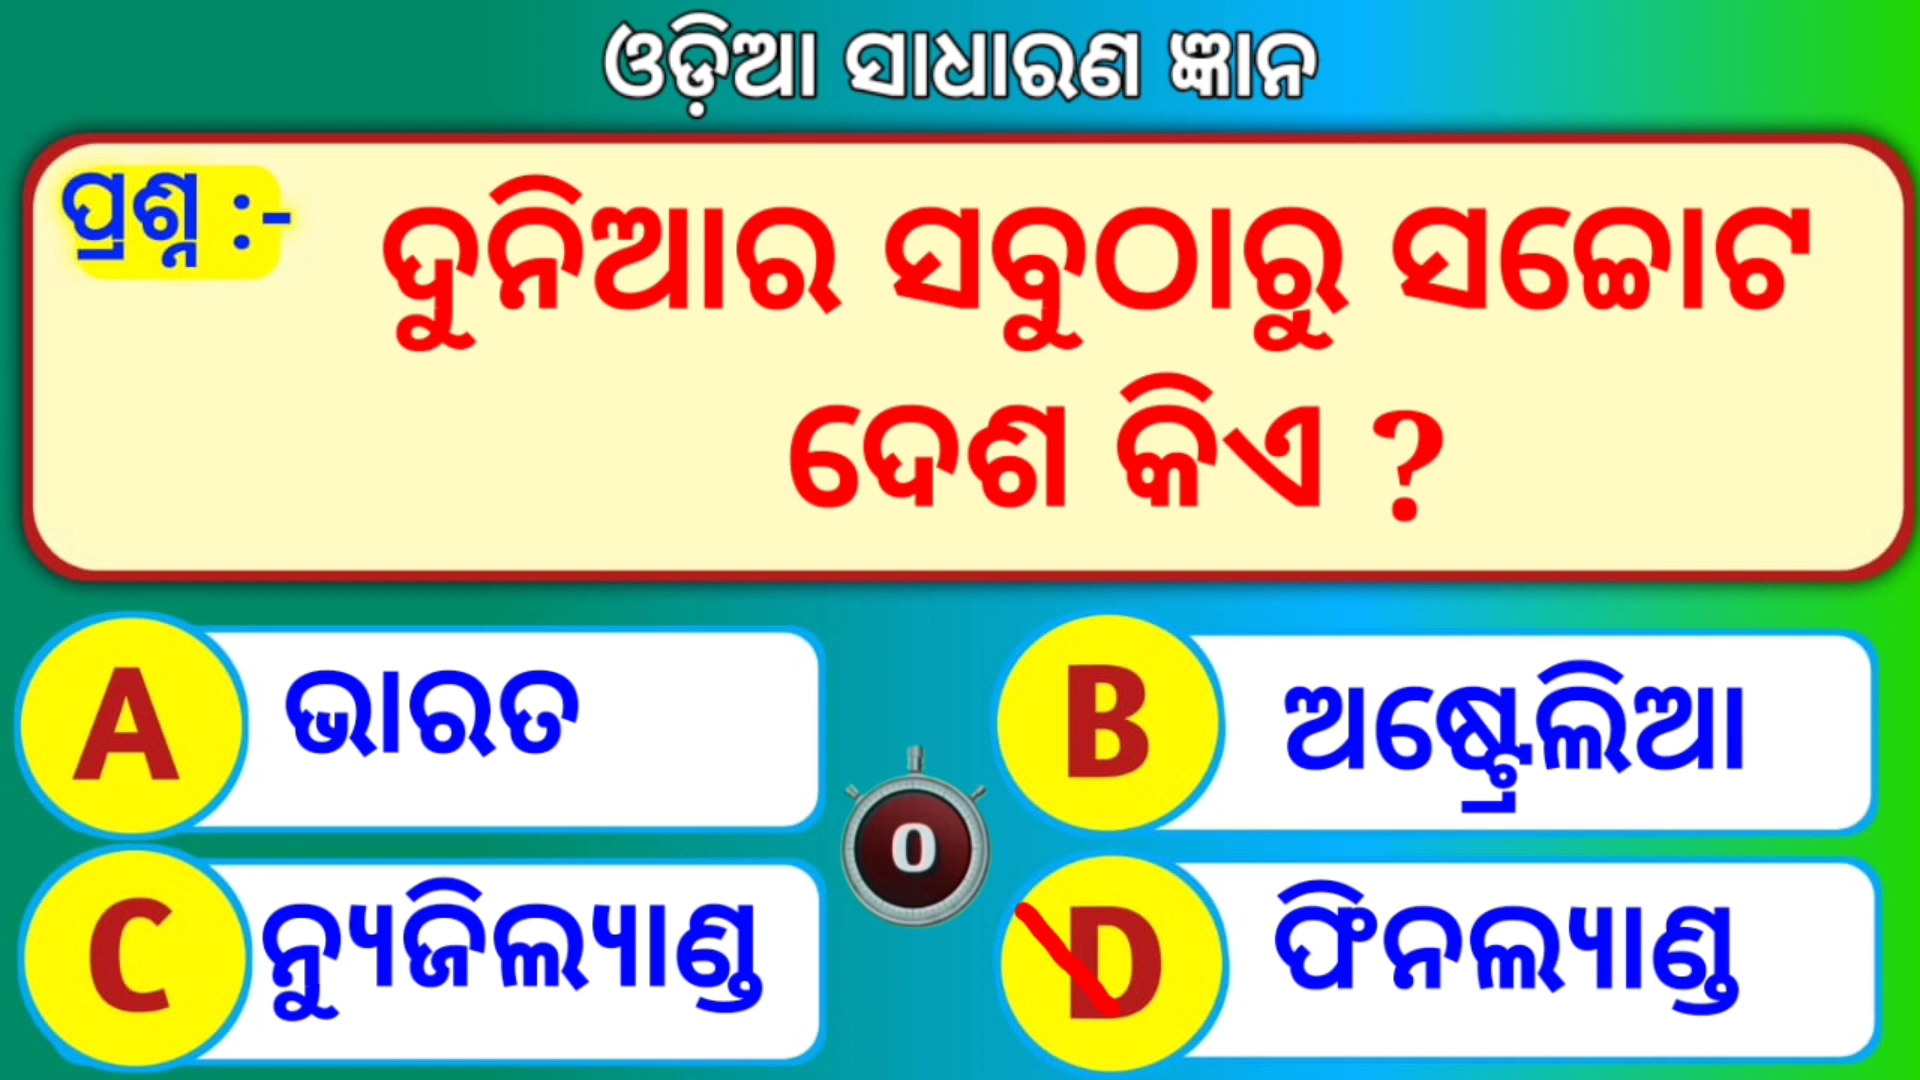 ଓଡ଼ିଆ ସାଧାରଣ ଜ୍ଞାନ
ପ୍ରଶ୍ନ :-
ଦୁନିଆର ସବୁଠାରୁ ସଚ୍ଚୋଟ
ଦେଶ କିଏ ?
A ଭାରତ
B ଅଷ୍ଟ୍ରେଲିଆ
0
C ନ୍ୟୁଜିଲ୍ୟାଣ୍ଡ
D ଫିନଲ୍ୟାଣ୍ଡ